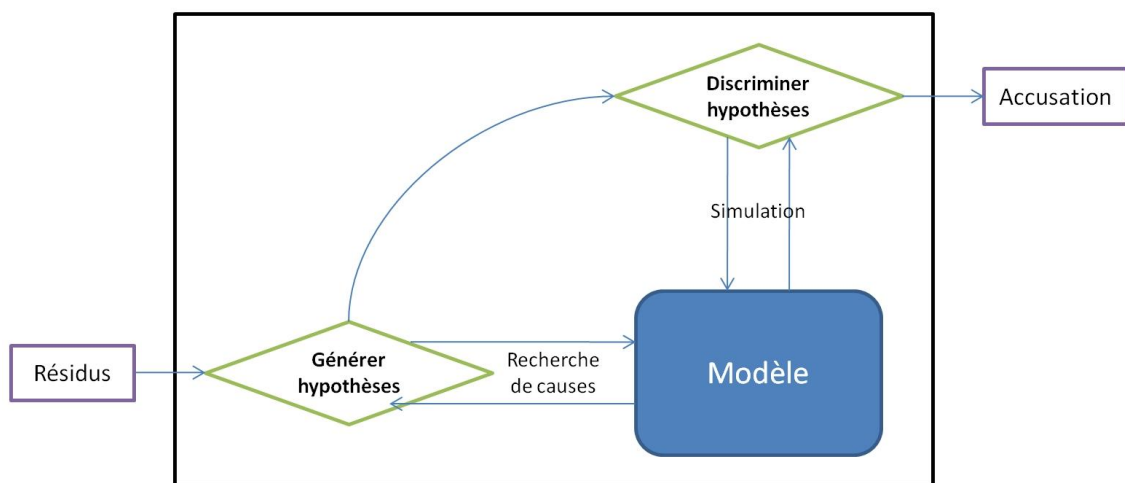 Discriminer
hypothèses
Accusation
Simulation
Résidus
Générer
hypothèses
Recherche
de causes
Modèle